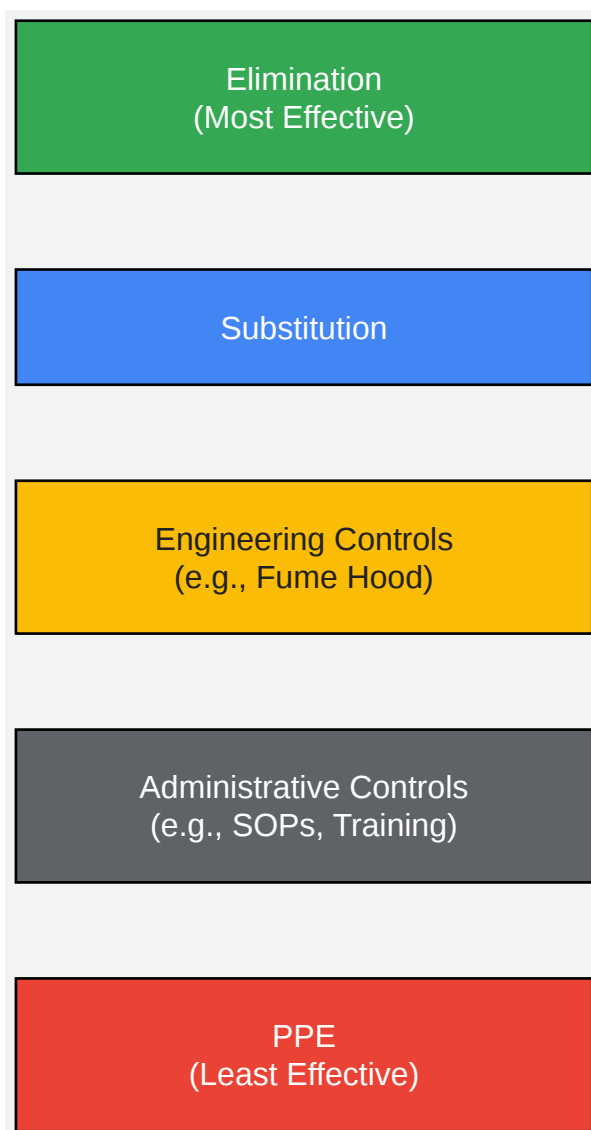 Elimination
(Most Effective)
Substitution
Engineering Controls
(e.g., Fume Hood)
Administrative Controls
(e.g., SOPs, Training)
PPE
(Least Effective)